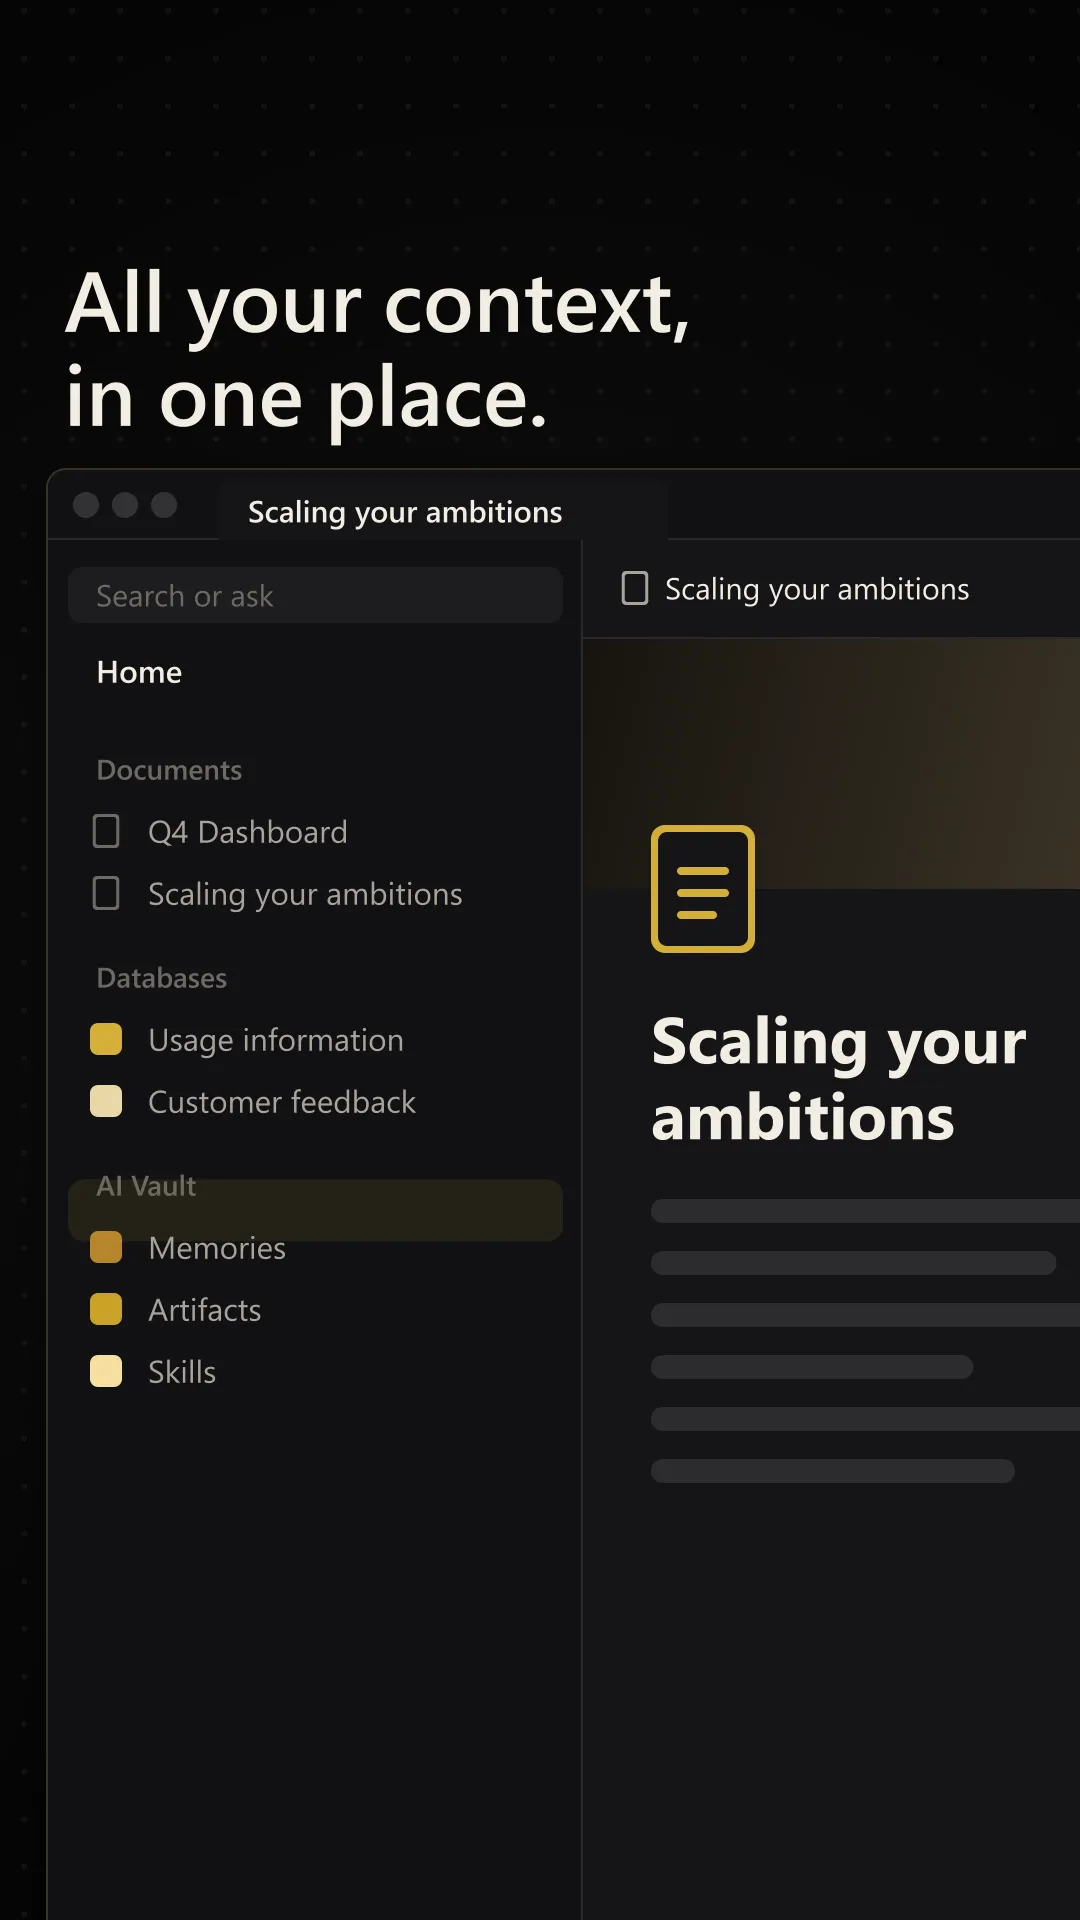 All your context,
in one place.
Scaling your ambitions
Search or ask
Home
Documents
Q4 Dashboard
Scaling your ambitions
Databases
Usage information
Customer feedback
AI Vault
Memories
Artifacts
Skills
Scaling your ambitions
Scaling your
ambitions